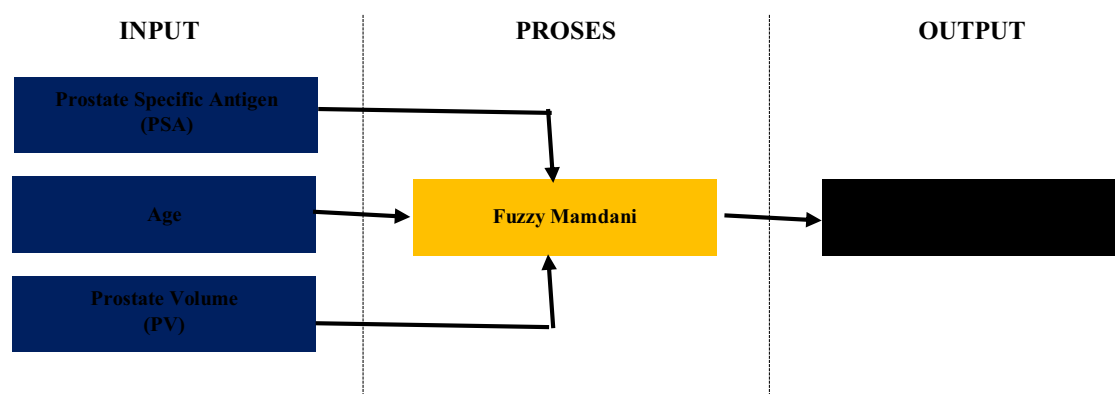 INPUT
PROSES
OUTPUT
Prostate Specific Antigen
(PSA)
Age
Fuzzy Mamdani
Prostate Volume
(PV)